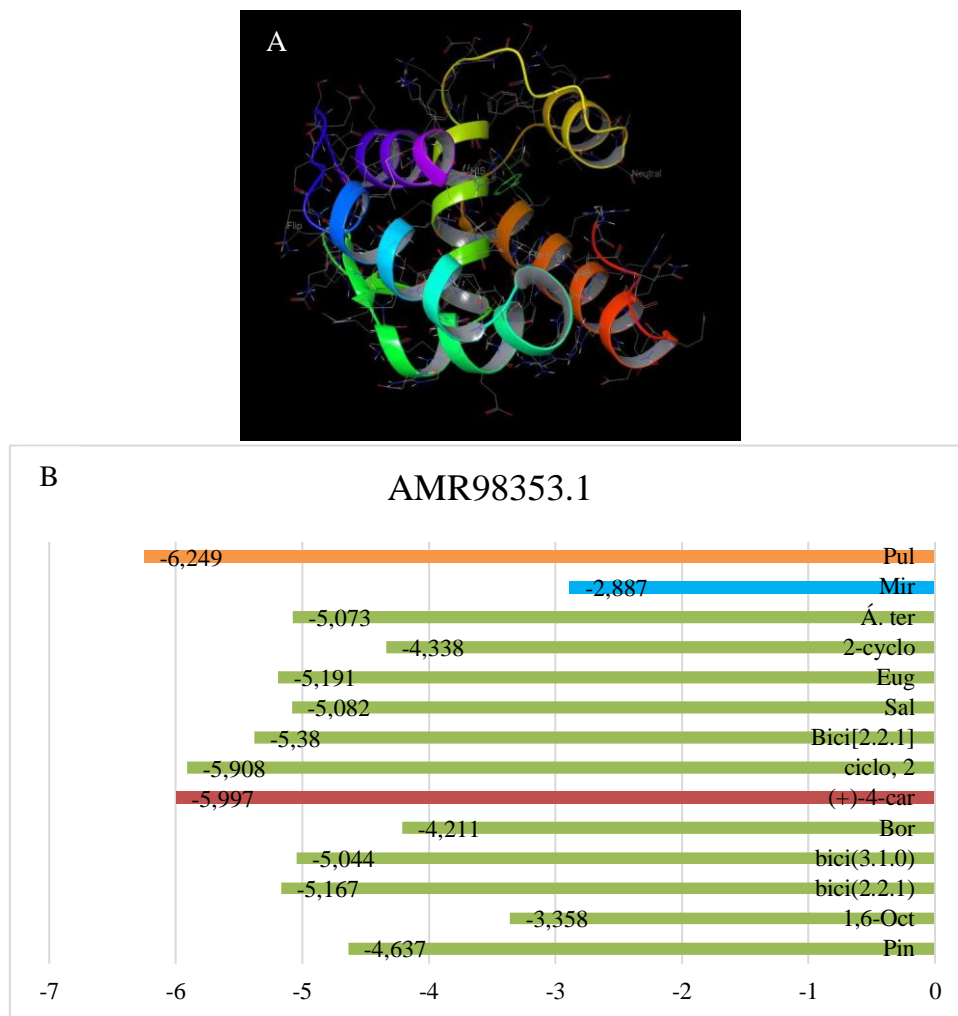 A
Neutral
Flip
B
AMR98353.1
-6,249 Pul
-2,887 Mir
-5,073 Á. ter
-4,338 2-cyclo
-5,191 Eug
-5,082 Sal
-5,38 Bici[2.2.1]
-5,908 ciclo, 2
-5,997 (+)-4-car
-4,211 Bor
-5,044 bici(3.1.0)
-5,167 bici(2.2.1)
-3,358 1,6-Oct
-4,637 Pin
-7 -6 -5 -4 -3 -2 -1 0